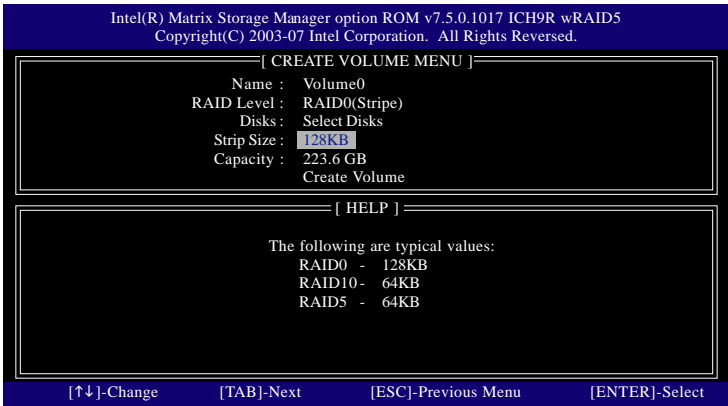 Intel(R) Matrix Storage Manager option ROM v7.5.0.1017 ICH9R wRAID5
Copyright(C) 2003-07 Intel Corporation. All Rights Reversed.
[ CREATE VOLUME MENU ]
Name : Volume0
RAID Level : RAID0(Stripe)
Disks : Select Disks
Strip Size : 128KB
Capacity : 223.6 GB
Create Volume
[ HELP ]
The following are typical values:
RAID0 - 128KB
RAID10 - 64KB
RAID5 - 64KB
[↑↓]-Change [TAB]-Next [ESC]-Previous Menu [ENTER]-Select